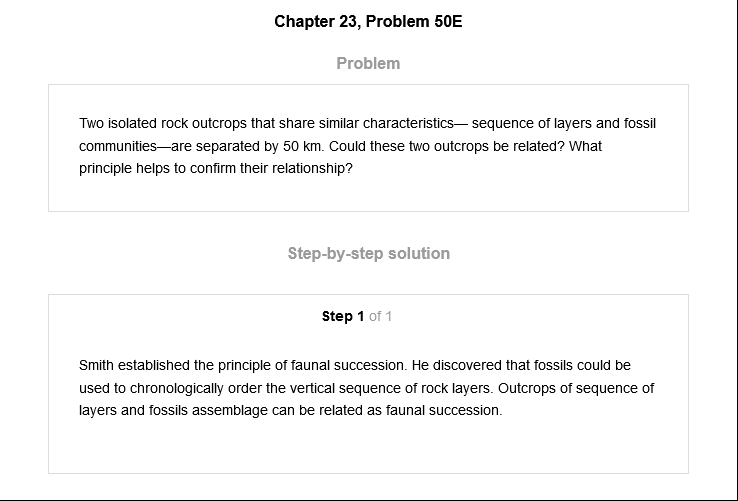 Chapter 23, Problem 50E
Problem
Two isolated rock outcrops that share similar characteristics— sequence of layers and fossil
communities—are separated by 50 km. Could these two outcrops be related? What
principle helps to confirm their relationship?
Step-by-step solution
Step 1 of 1
Smith established the principle of faunal succession. He discovered that fossils could be
used to chronologically order the vertical sequence of rock layers. Outcrops of sequence of
layers and fossils assemblage can be related as faunal succession.